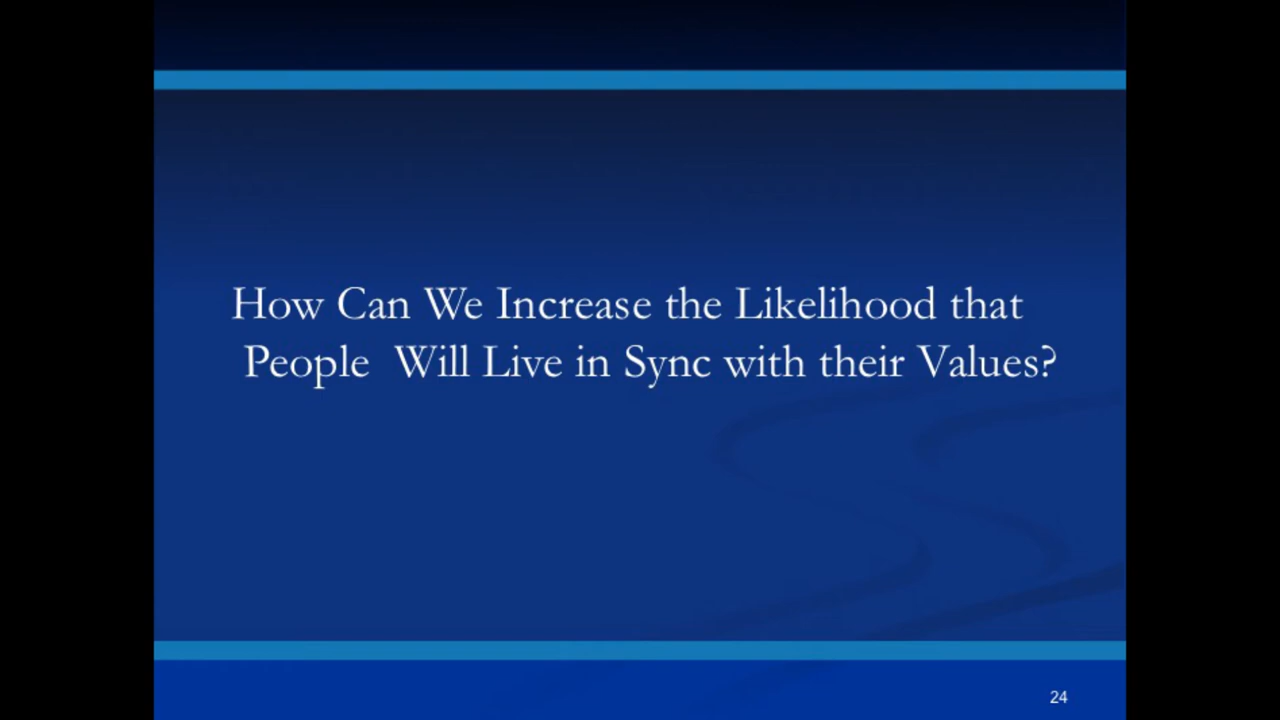 How Can We Increase the Likelihood that
People  Will Live in Sync with their Values?
24